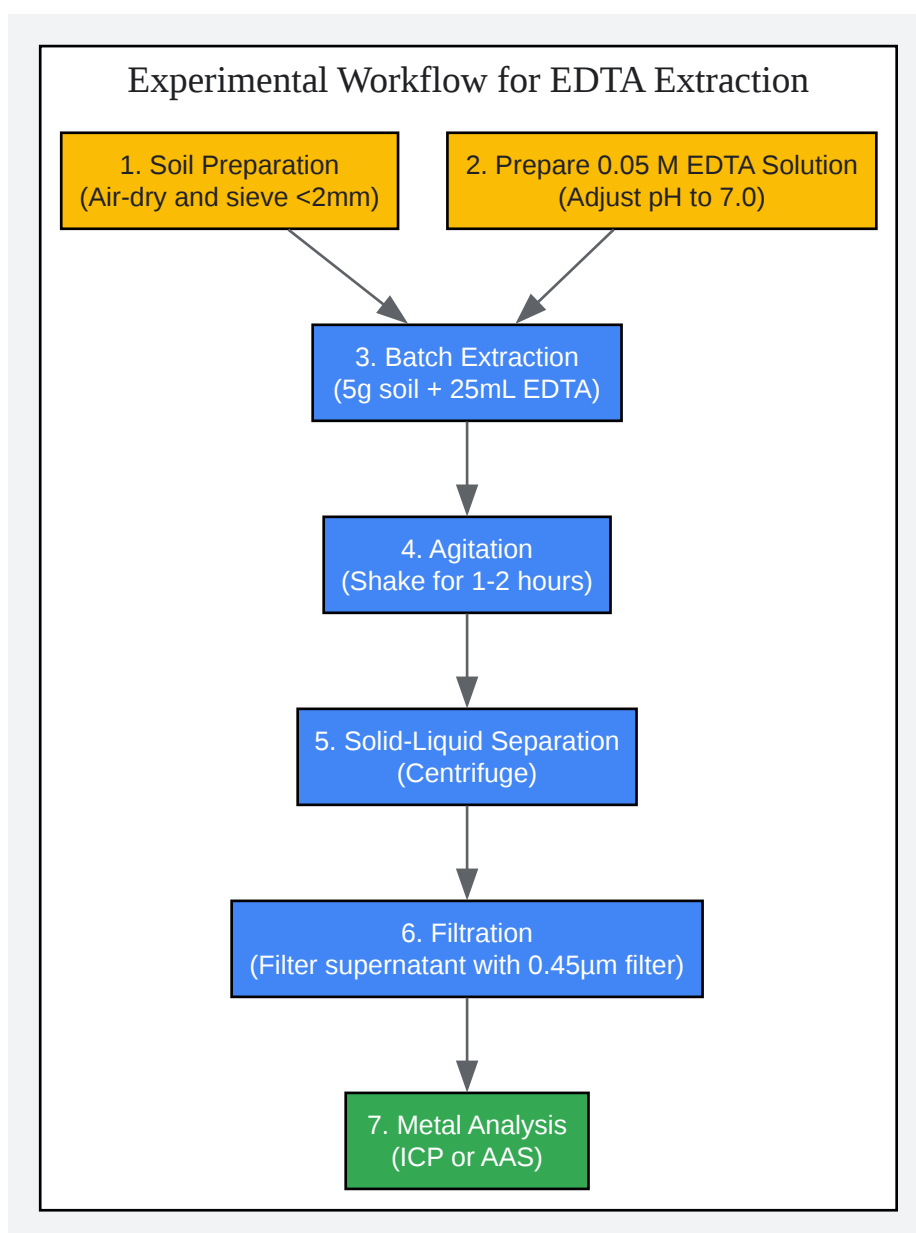 Experimental Workflow for EDTA Extraction
1. Soil Preparation
(Air-dry and sieve <2mm)
2. Prepare 0.05 M EDTA Solution
(Adjust pH to 7.0)
3. Batch Extraction
(5g soil + 25mL EDTA)
4. Agitation
(Shake for 1-2 hours)
5. Solid-Liquid Separation
(Centrifuge)
6. Filtration
(Filter supernatant with 0.45µm filter)
7. Metal Analysis
(ICP or AAS)